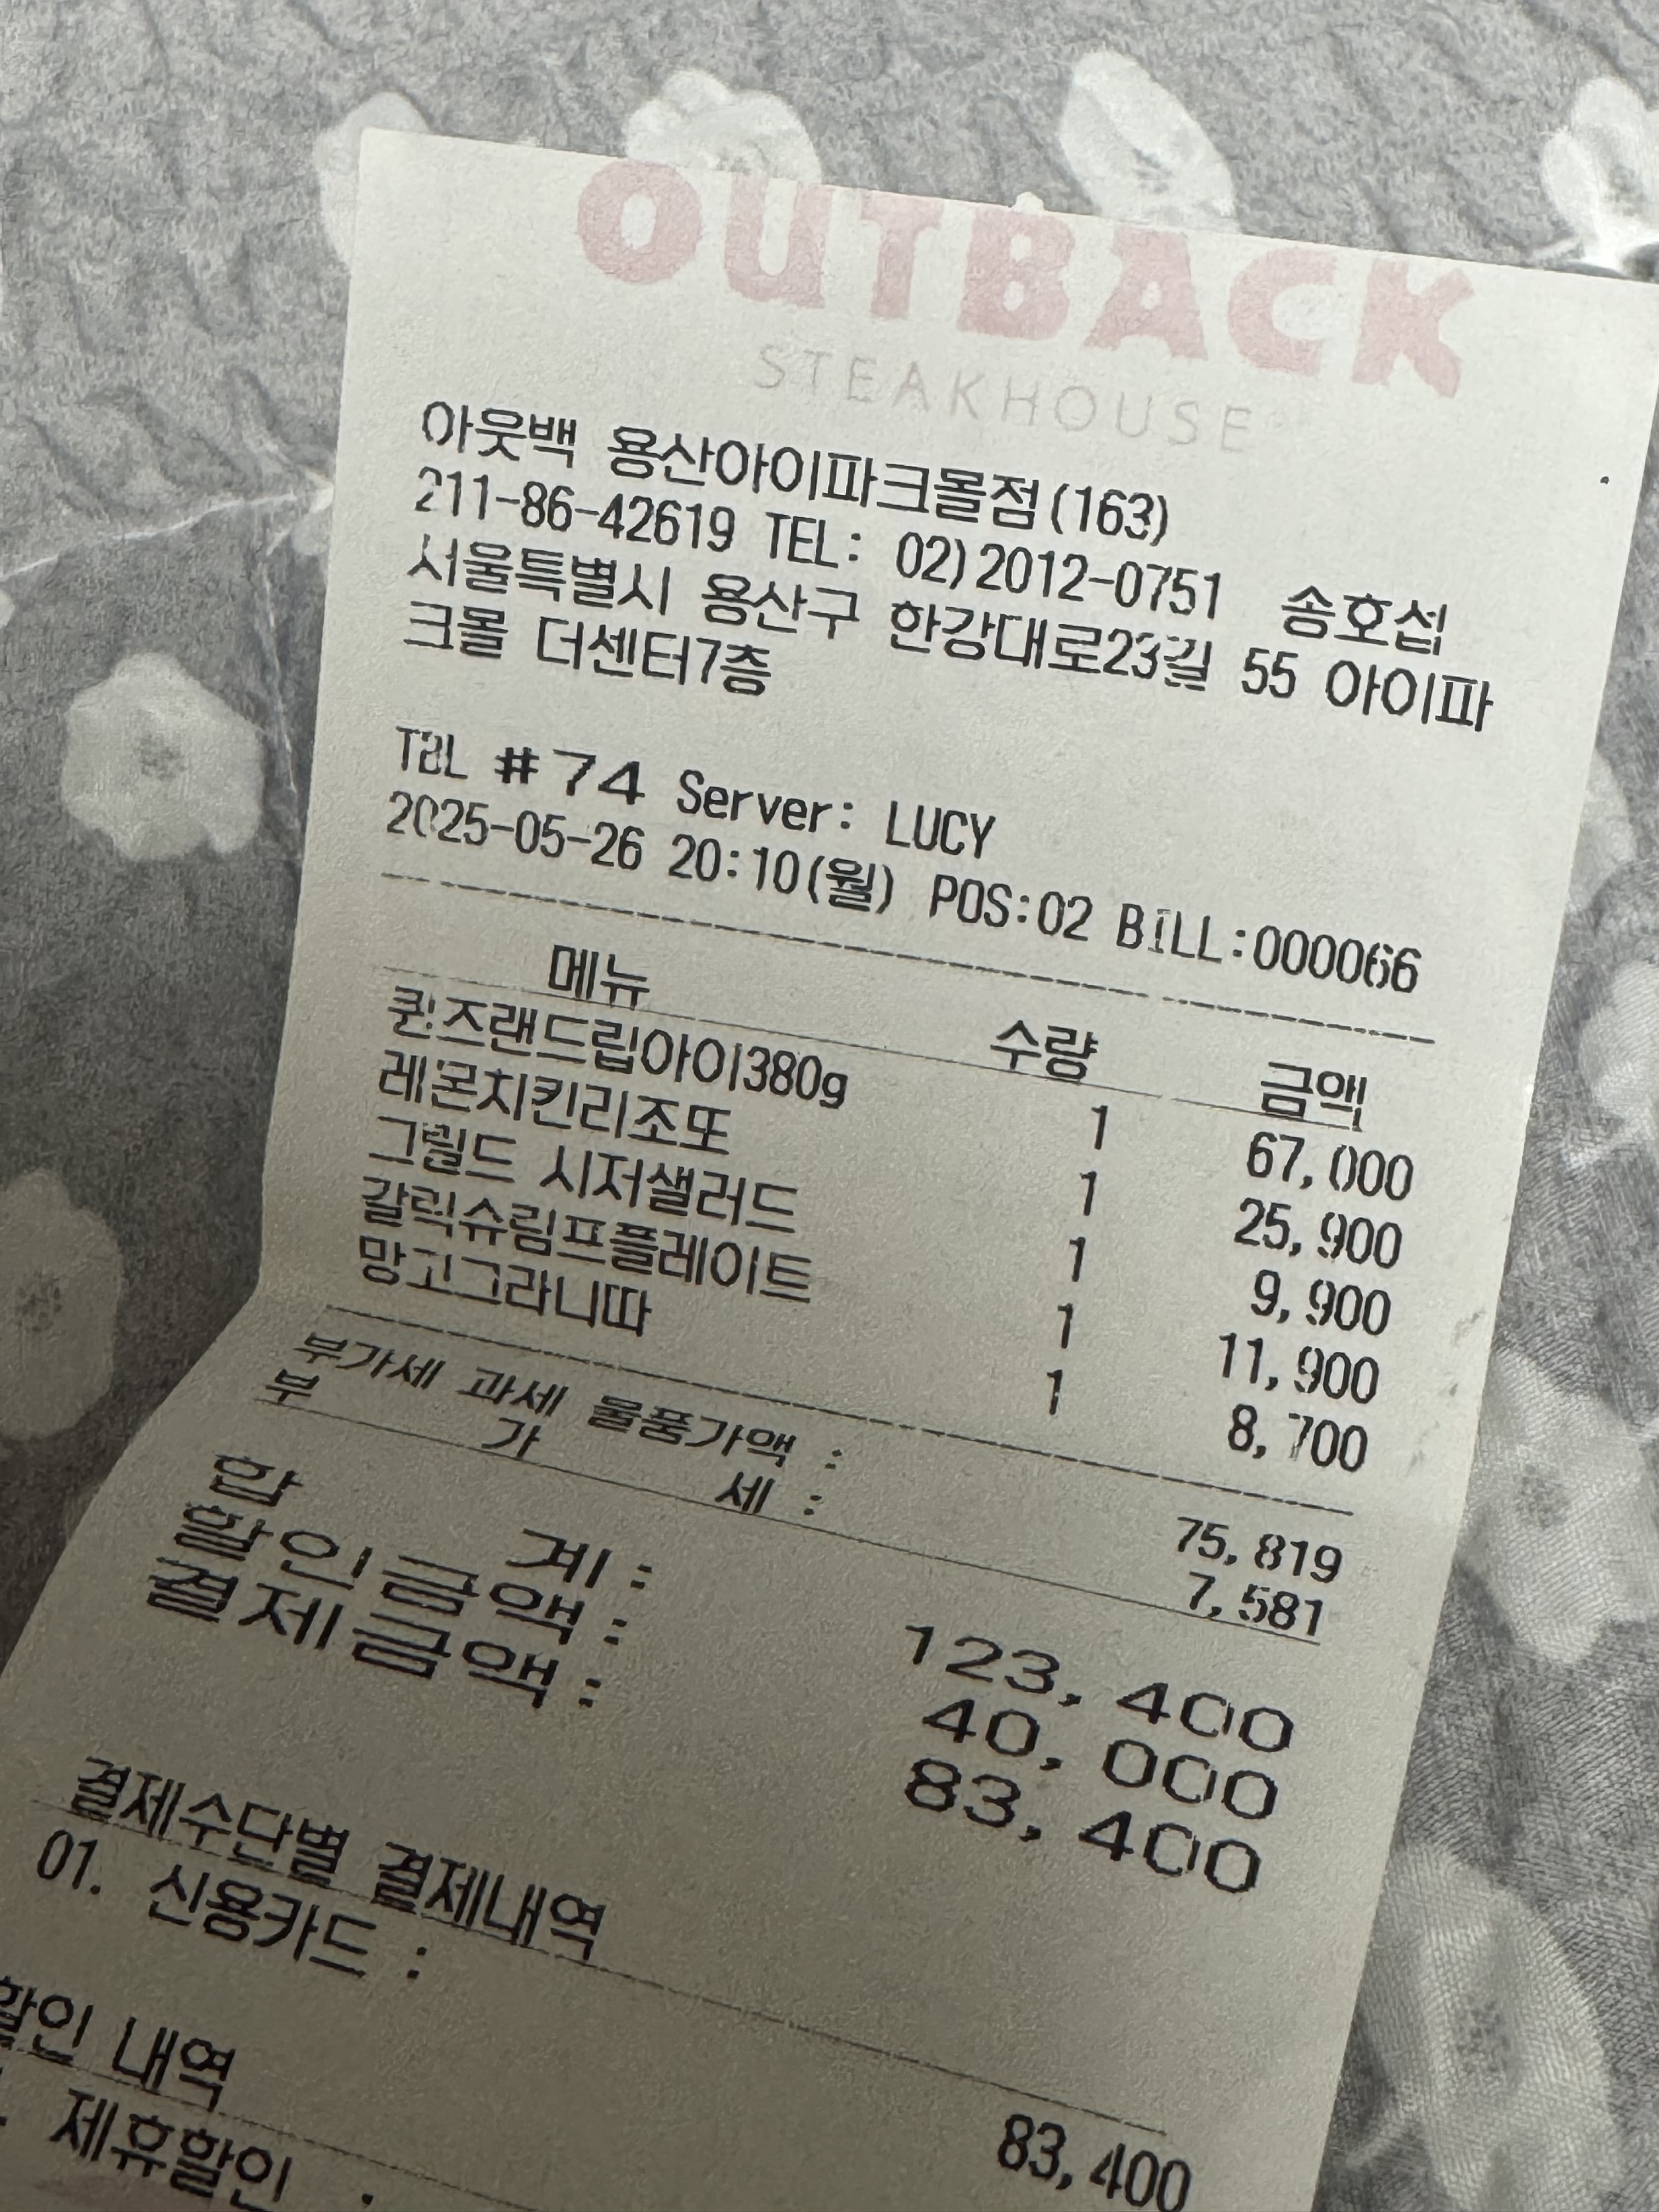 OUTBACK
STEAKHOUSE
아웃백 용산아이파크몰점(163)
211-86-42619 TEL: 02)2012-0751 송호섭
서울특별시 용산구 한강대로23길 55 아이파
크몰 더센터7층
TBL #74 Server: LUCY
2025-05-26 20:10(월) POS:02 BILL:000066
메뉴 수량 금액
퀸즈랜드립아이380g 1 67,000
레몬치킨리조또 1 25,900
그릴드 시저샐러드 1 9,900
갈릭슈림프플레이트 1 11,900
망고그라니따 1 8,700
부가세 과세 물품가액 : 75,819
부 가 세 : 7,581
합 계 : 123,400
할인금액 : 40,000
결제금액 : 83,400
결제수단별 결제내역
01. 신용카드 : 83,400
할인 내역
제휴할인 :